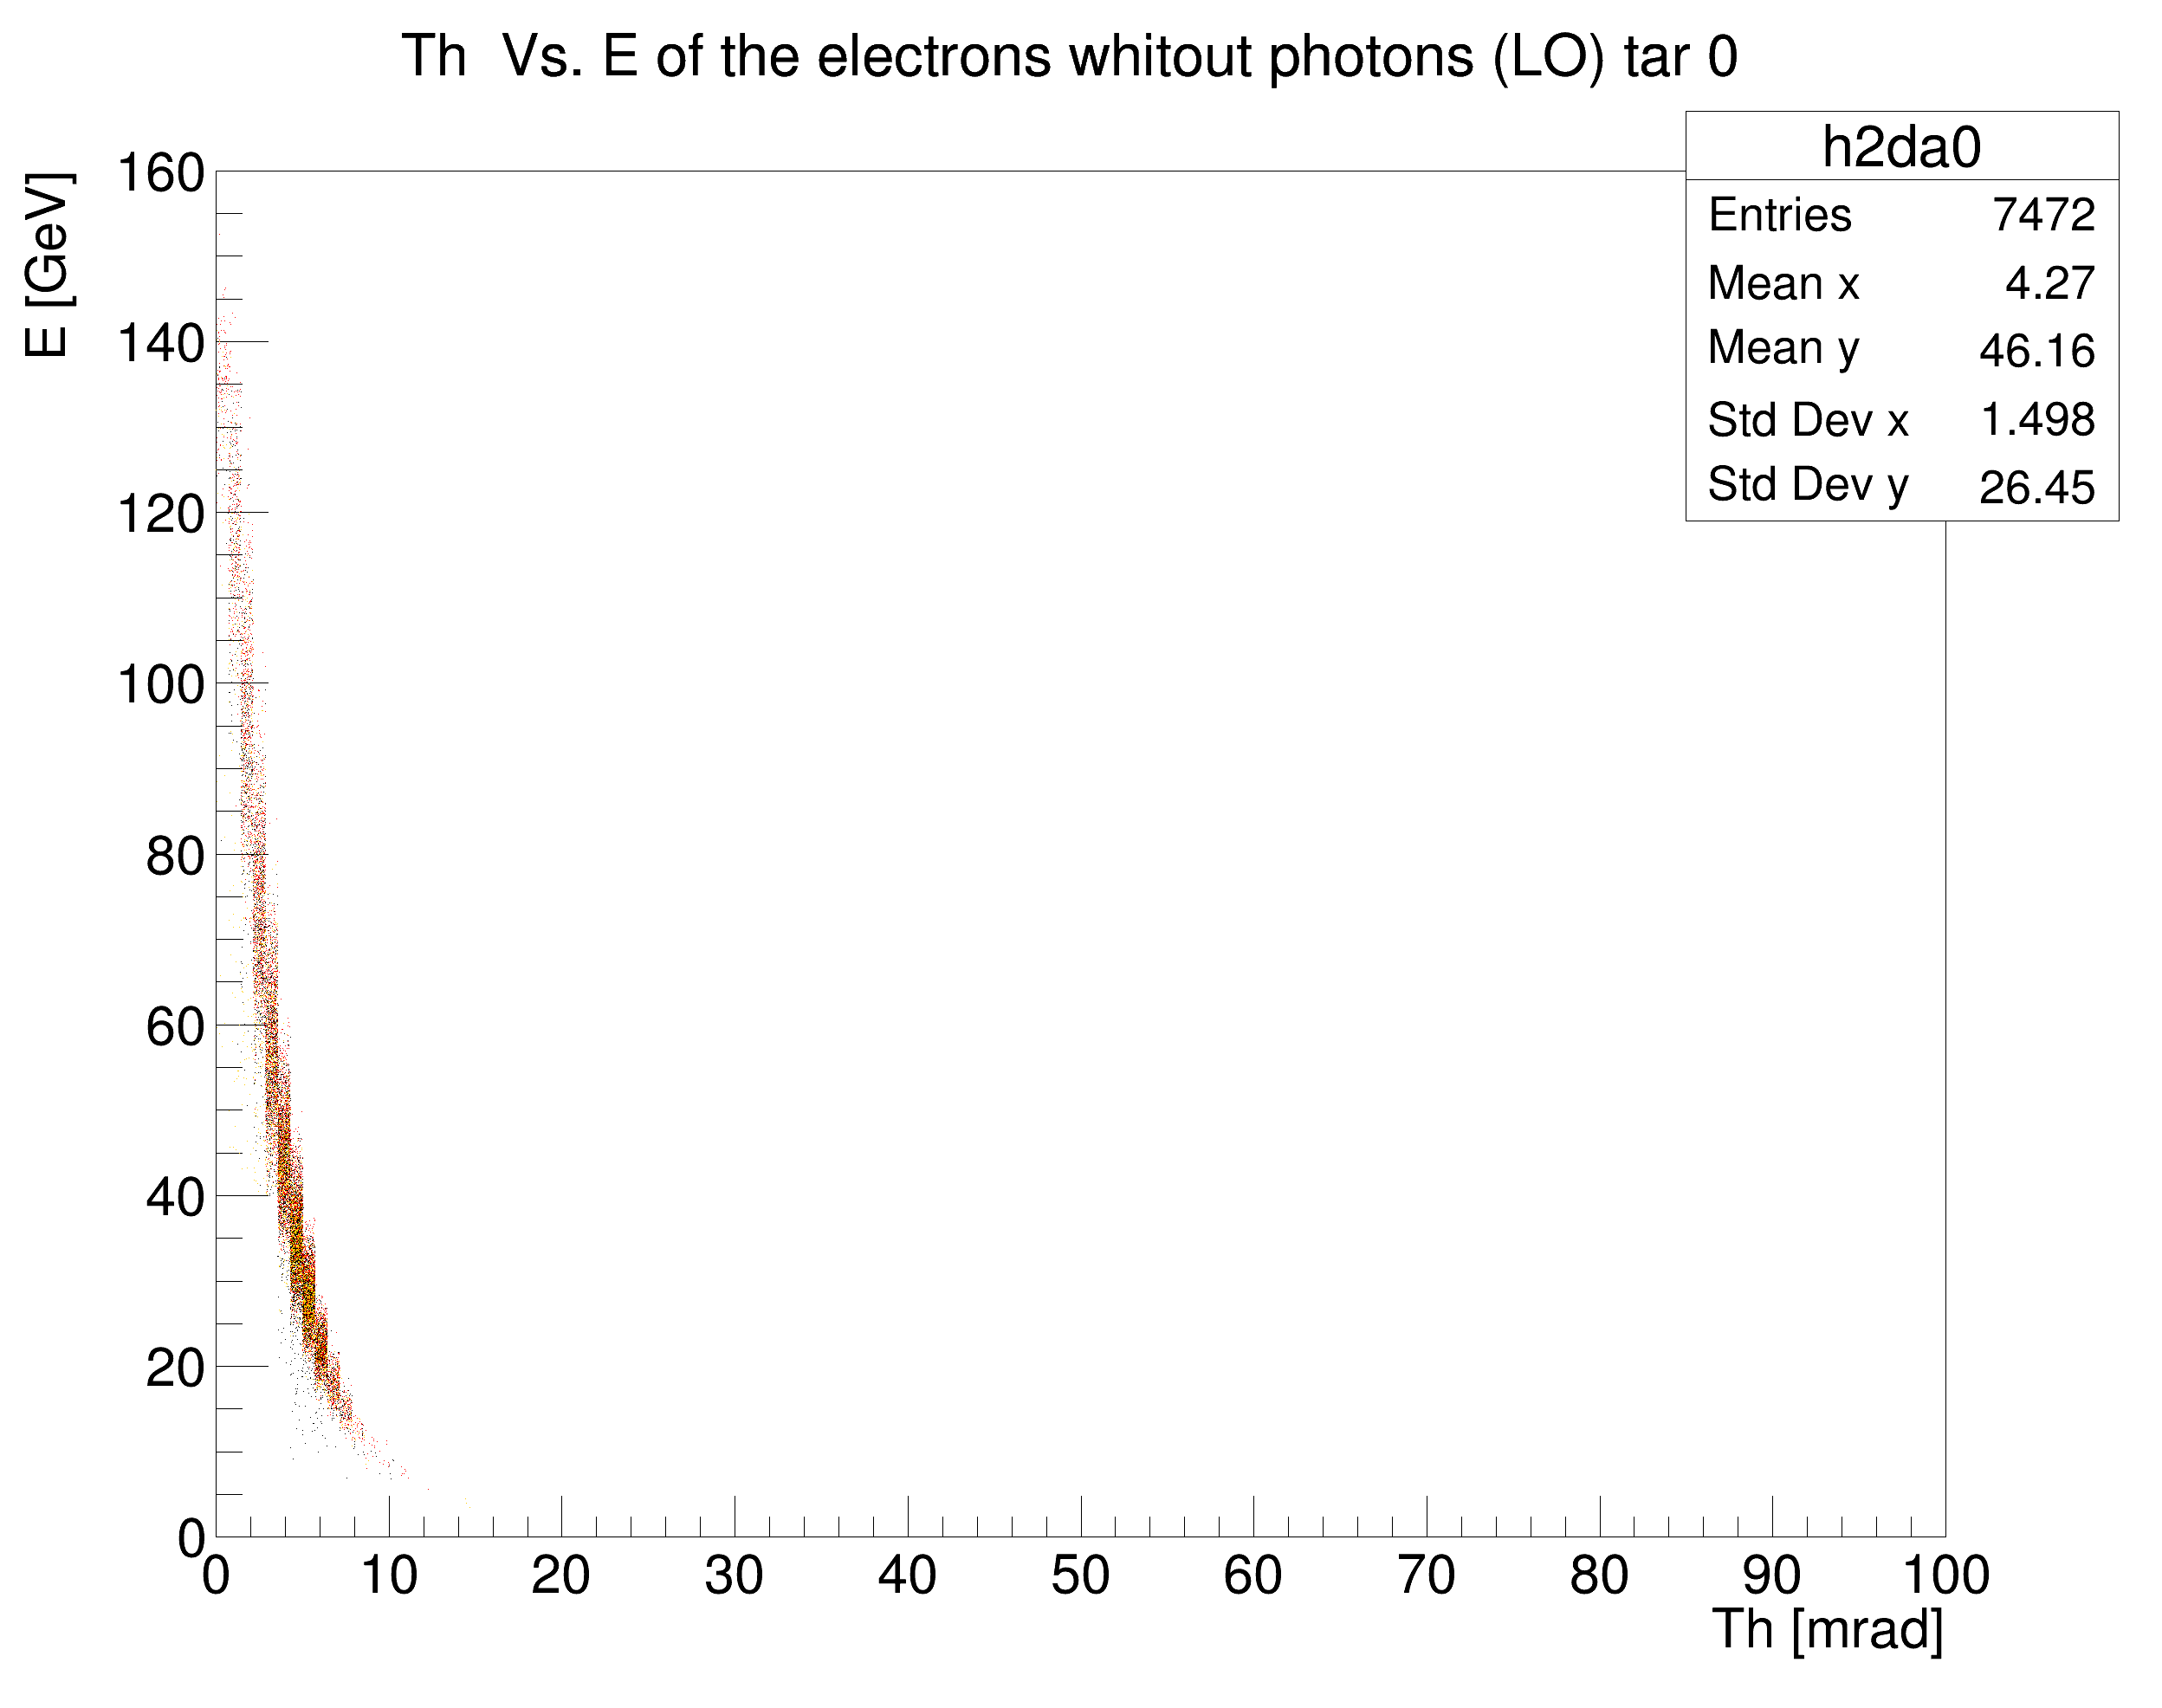 Th  Vs. E of the electrons whitout photons (LO) tar 0
h2da0
Entries 7472
Mean x 4.27
Mean y 46.16
Std Dev x 1.498
Std Dev y 26.45
E [GeV]
160
140
120
100
80
60
40
20
0
0 10 20 30 40 50 60 70 80 90 100
Th [mrad]